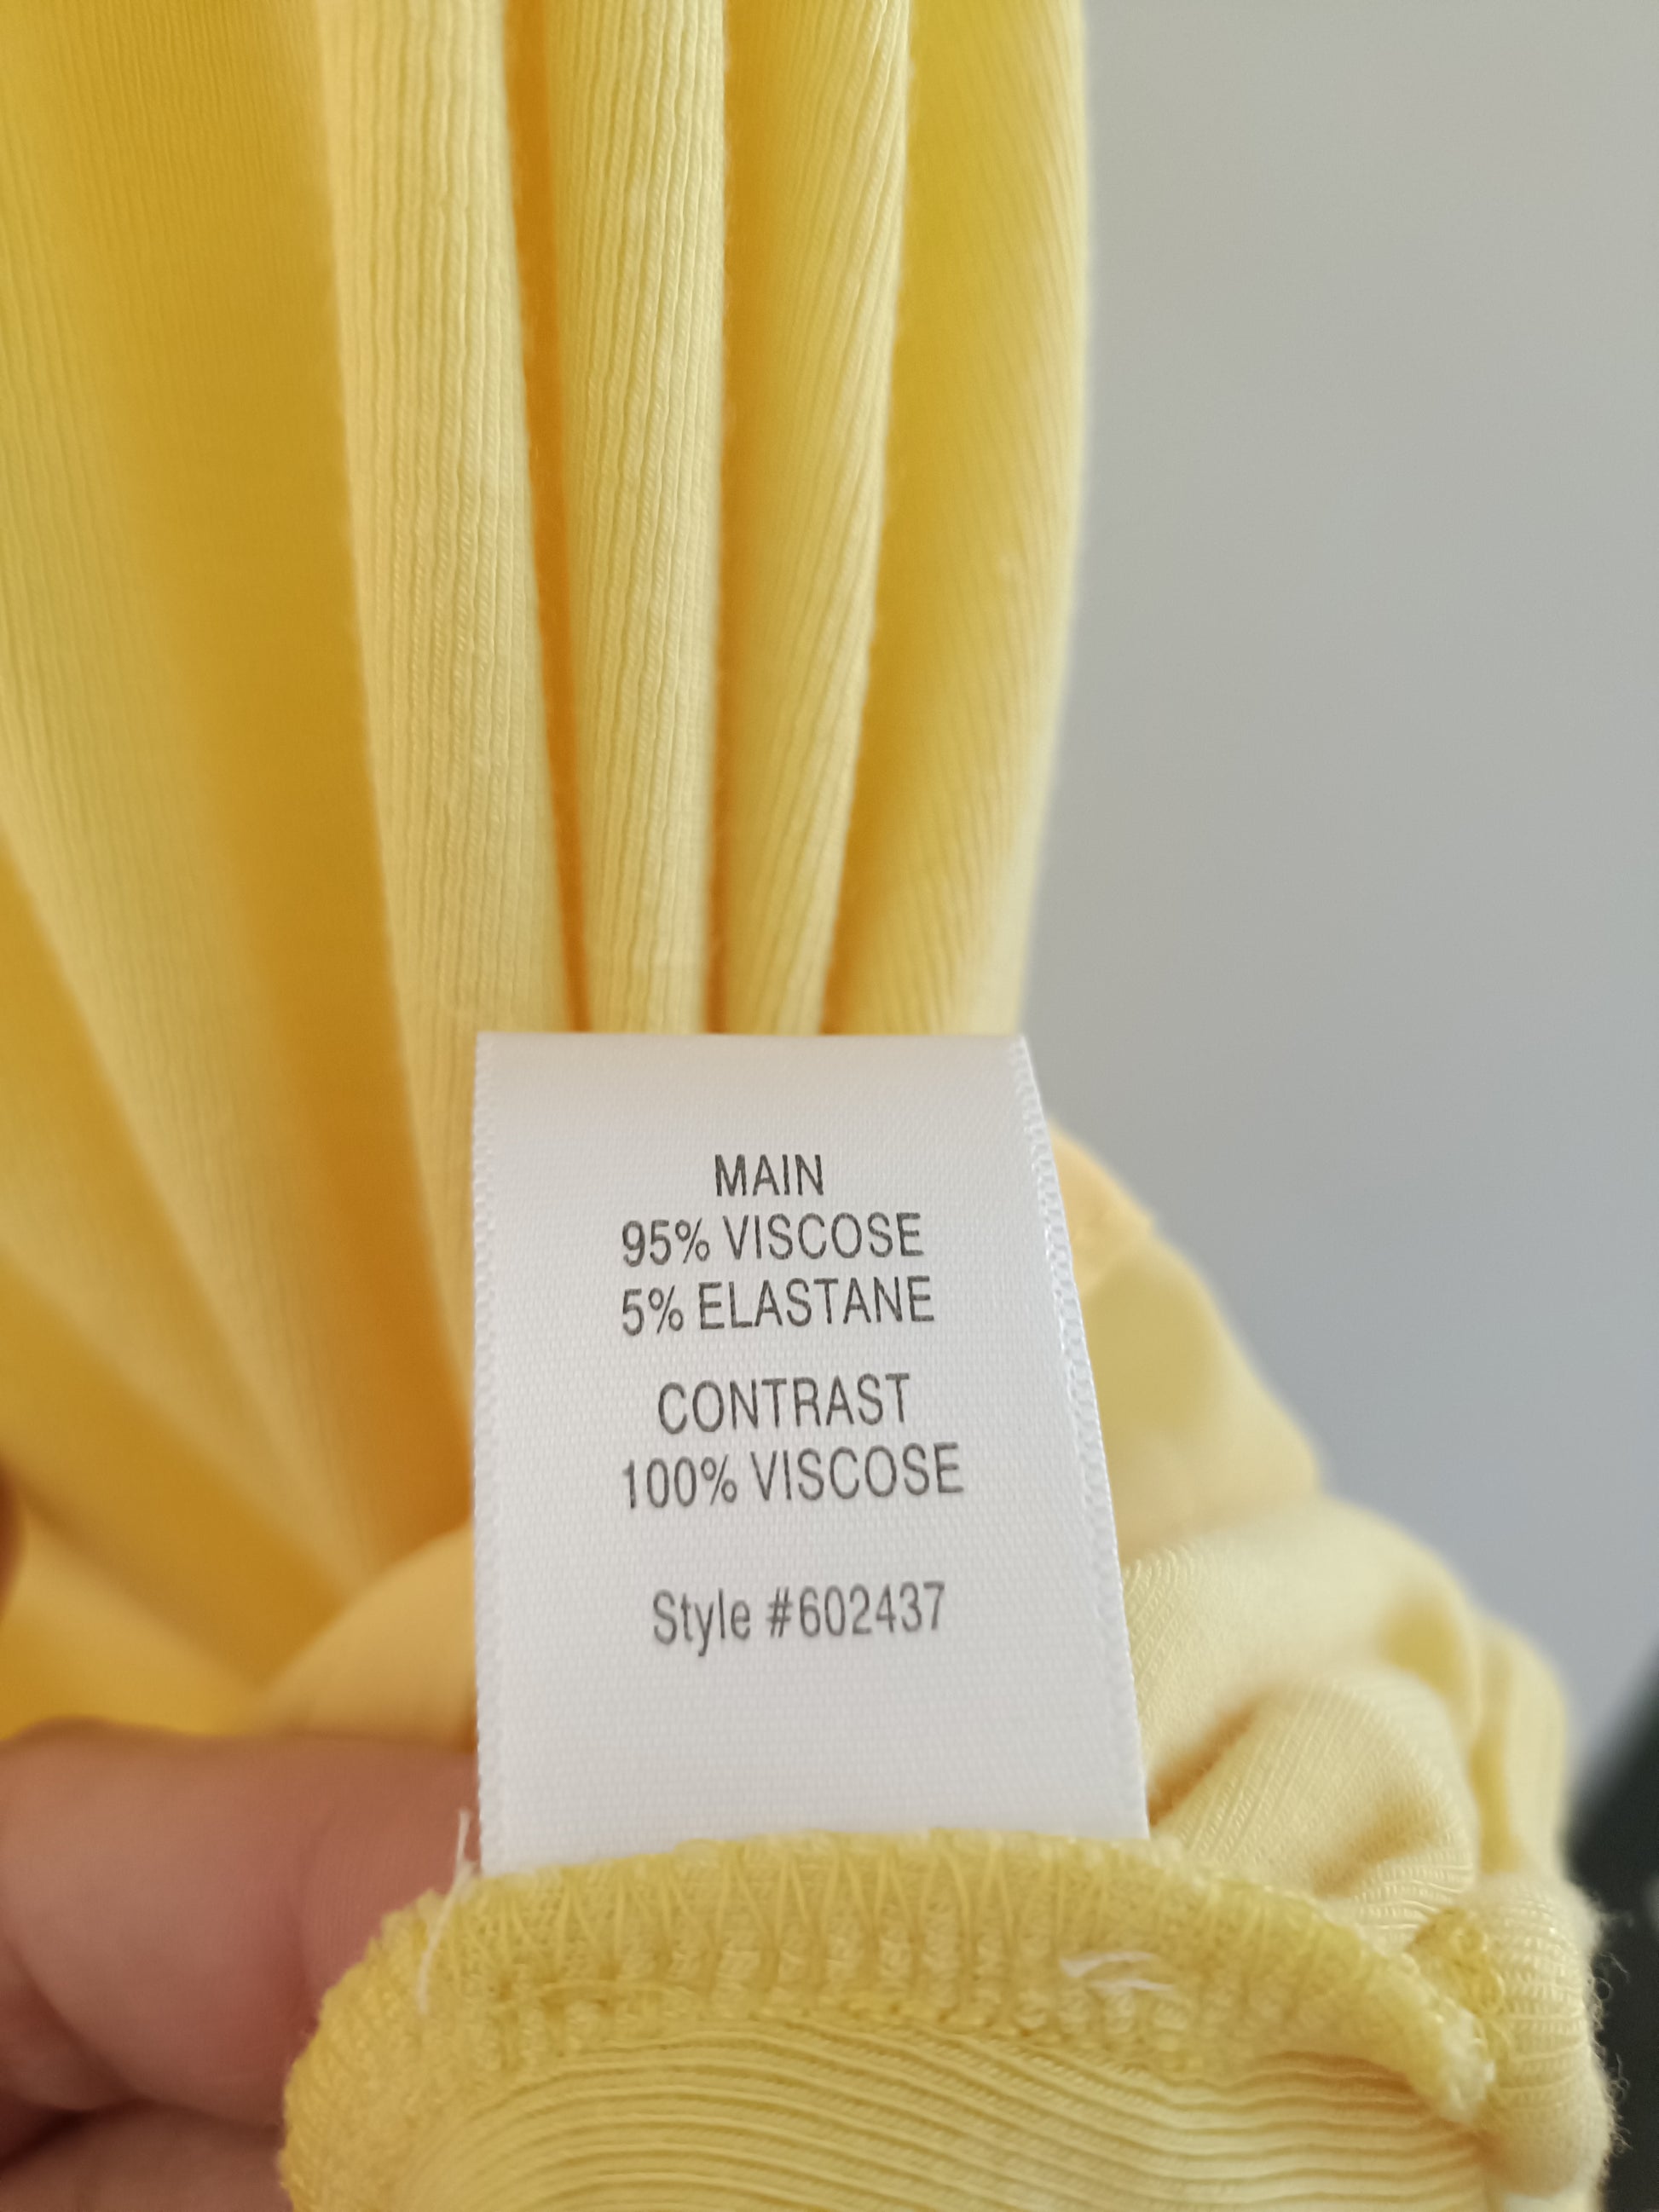 MAIN
95% VISCOSE
5% ELASTANE
CONTRAST
100% VISCOSE
Style #602437